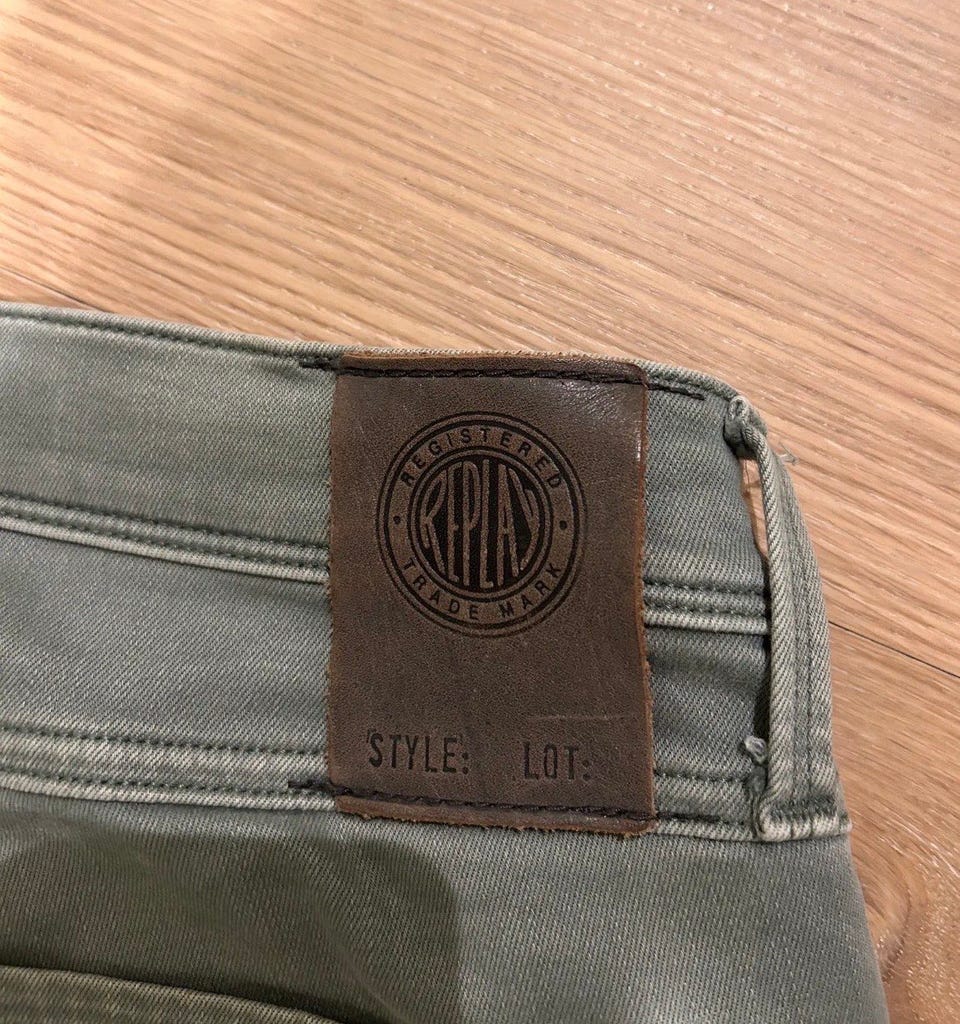 REGISTERED
REPLAY
TRADE MARK
STYLE: LOT: